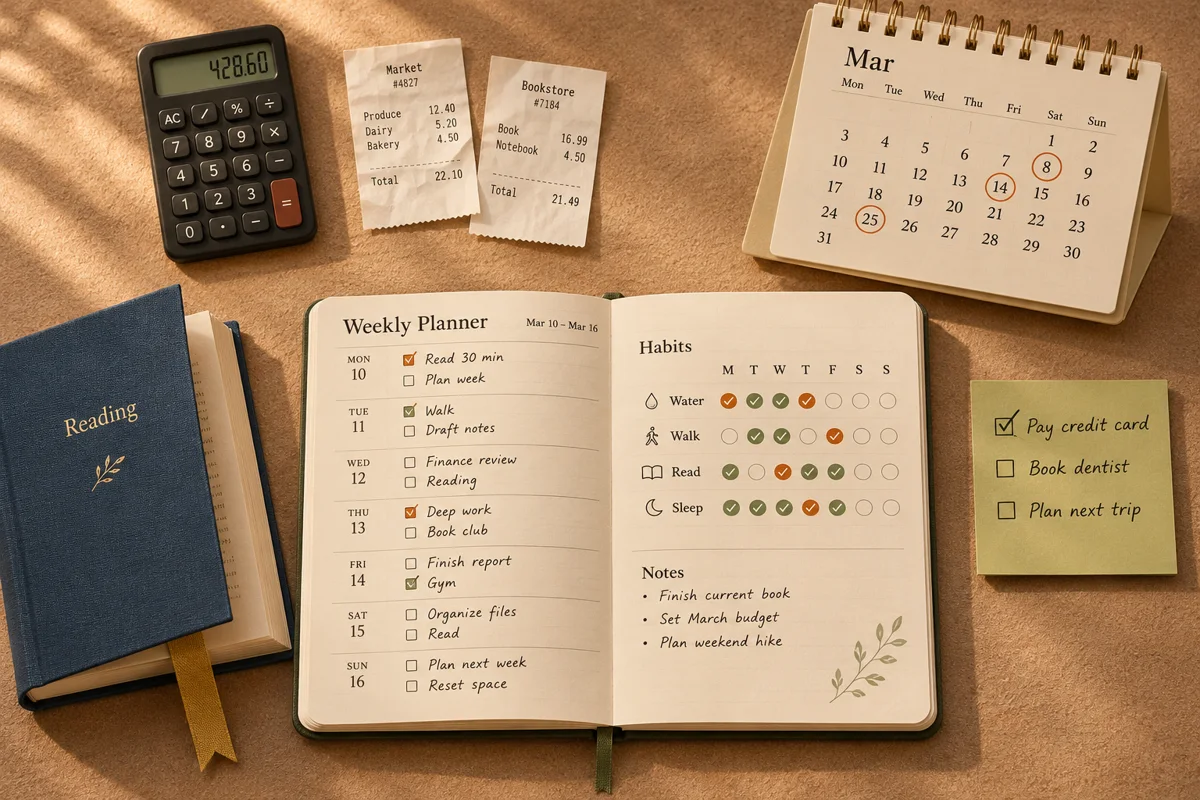 428.60
AC / % ÷
7 8 9 ×
4 5 6 −
1 2 3 =
0 · −
Market
#4827
Produce 12.40
Dairy 5.20
Bakery 4.50
Total 22.10
Bookstore
#7184
Book 16.99
Notebook 4.50
Total 21.49
Mar
Mon Tue Wed Thu Fri Sat Sun
1 2
3 4 5 6 7 8 9
10 11 12 13 14 15 16
17 18 19 20 21 22 23
24 25 26 27 28 29 30
31
Reading
Weekly Planner Mar 10 – Mar 16
MON
10
Read 30 min
Plan week
TUE
11
Walk
Draft notes
WED
12
Finance review
Reading
THU
13
Deep work
Book club
FRI
14
Finish report
Gym
SAT
15
Organize files
Read
SUN
16
Plan next week
Reset space
Habits
M T W T F S S
Water
Walk
Read
Sleep
Notes
• Finish current book
• Set March budget
• Plan weekend hike
Pay credit card
Book dentist
Plan next trip